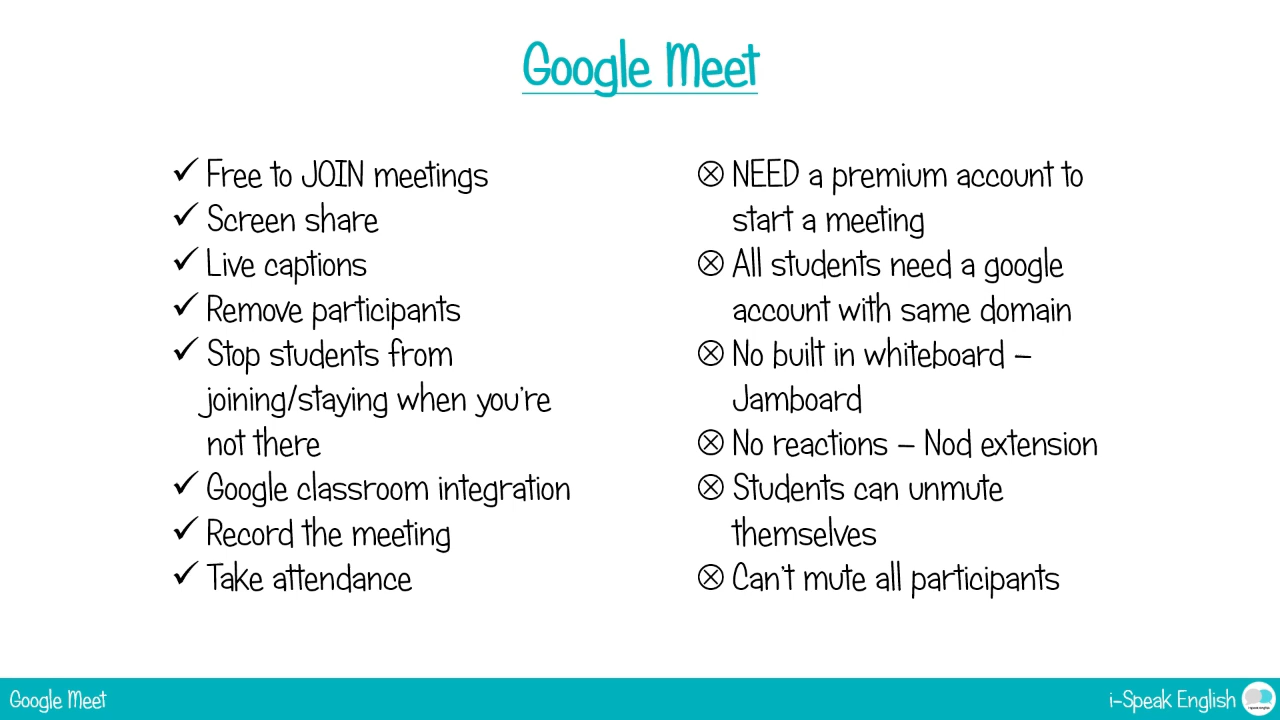 Google Meet
✓ Free to JOIN meetings
✓ Screen share
✓ Live captions
✓ Remove participants
✓ Stop students from
joining/staying when you're
not there
✓ Google classroom integration
✓ Record the meeting
✓ Take attendance
⊗ NEED a premium account to
start a meeting
⊗ All students need a google
account with same domain
⊗ No built in whiteboard –
Jamboard
⊗ No reactions – Nod extension
⊗ Students can unmute
themselves
⊗ Can't mute all participants
Google Meet
i-Speak English
i-Speak English